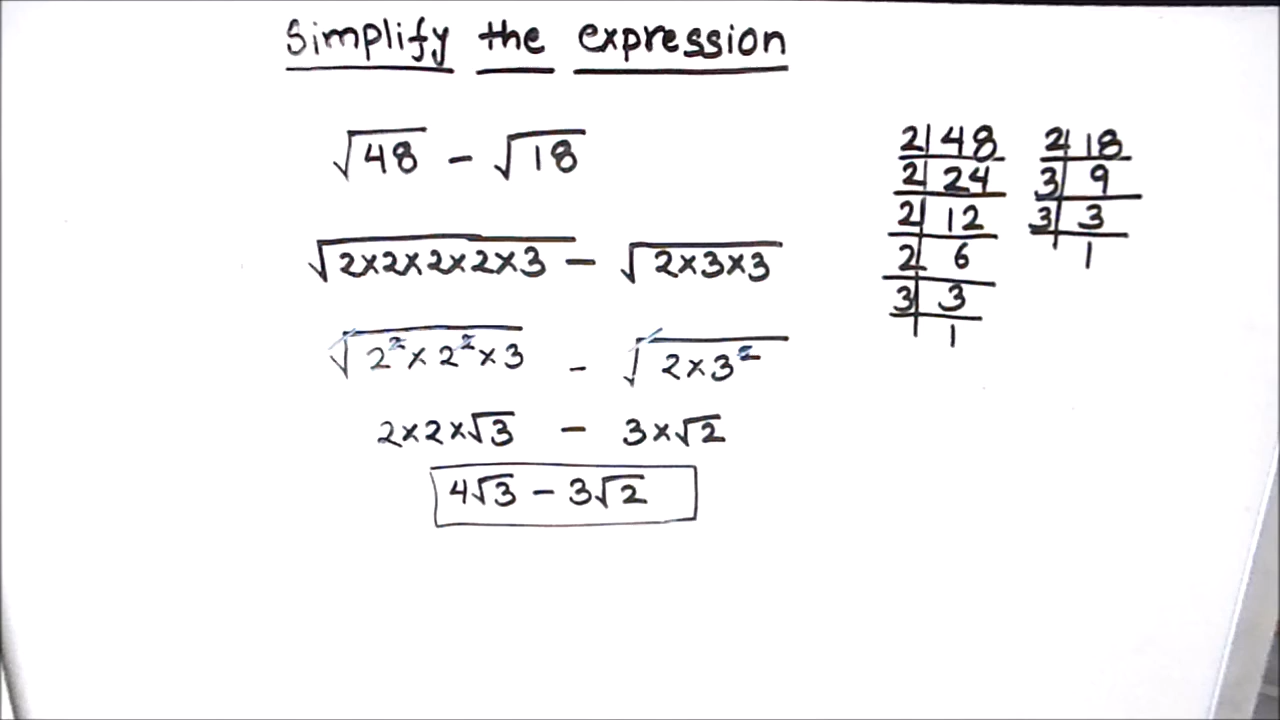 Simplify the expression
√48 - √18
√2×2×2×2×3 - √2×3×3
√2²×2²×3 - √2×3²
2×2×√3 - 3×√2
4√3 - 3√2
2|48
2|24
2|12
2|6
3|3
1
2|18
3|9
3|3
1